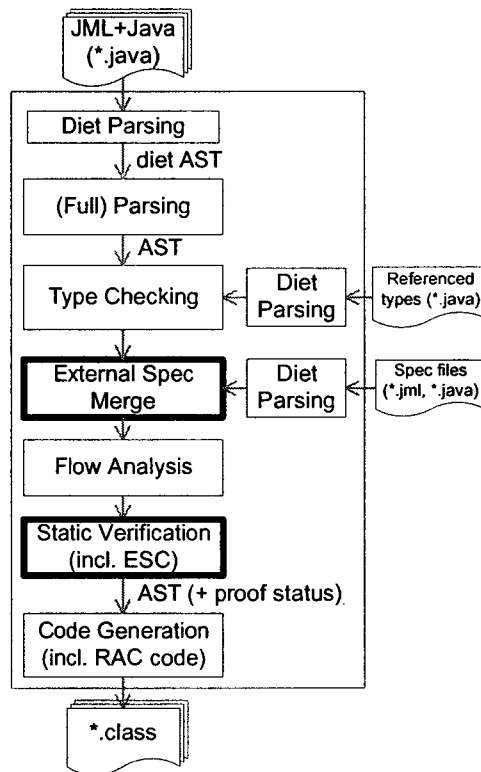 JML+Java
(*.java)
Diet Parsing
diet AST
(Full) Parsing
AST
Type Checking
Diet
Parsing
Referenced
types (*.java)
External Spec
Merge
Diet
Parsing
Spec files
(*.jml, *.java)
Flow Analysis
Static Verification
(incl. ESC)
AST (+ proof status)
Code Generation
(incl. RAC code)
*.class